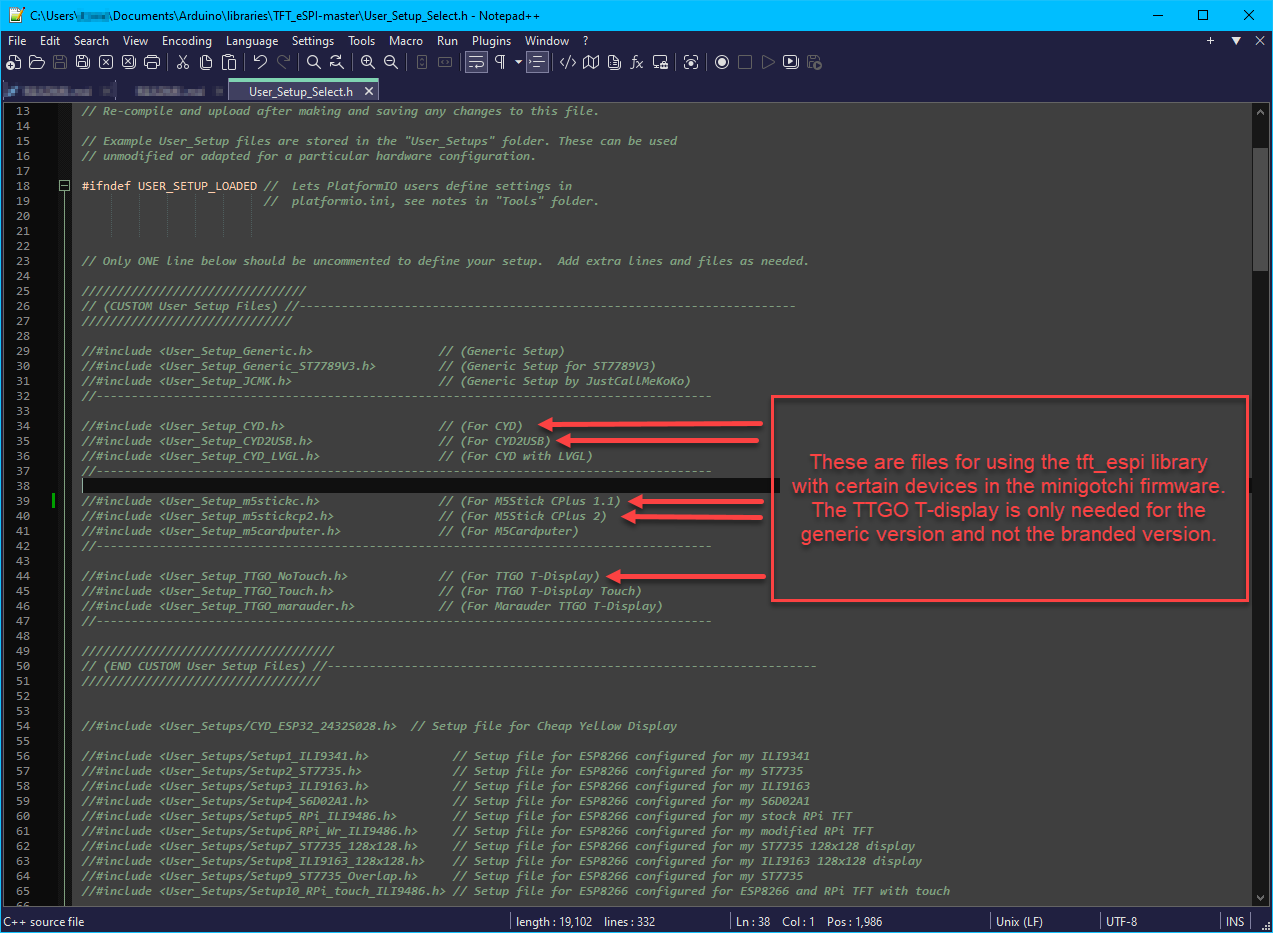 C:\Users\ \Documents\Arduino\libraries\TFT_eSPI-master\User_Setup_Select.h - Notepad++
File Edit Search View Encoding Language Settings Tools Macro Run Plugins Window ?
User_Setup_Select.h
13 // Re-compile and upload after making and saving any changes to this file.
14
15 // Example User_Setup files are stored in the "User_Setups" folder. These can be used
16 // unmodified or adapted for a particular hardware configuration.
17
18 #ifndef USER_SETUP_LOADED // Lets PlatformIO users define settings in
19 // platformio.ini, see notes in "Tools" folder.
20
21
22
23 // Only ONE line below should be uncommented to define your setup. Add extra lines and files as needed.
24
25 ////////////////////////////////
26 // (CUSTOM User Setup Files) //-----------------------------------------------------------------------
27 //////////////////////////////
28
29 //#include <User_Setup_Generic.h> // (Generic Setup)
30 //#include <User_Setup_Generic_ST7789V3.h> // (Generic Setup for ST7789V3)
31 //#include <User_Setup_JCMK.h> // (Generic Setup by JustCallMeKoKo)
32 //----------------------------------------------------------------------------------------
33
34 //#include <User_Setup_CYD.h> // (For CYD)
35 //#include <User_Setup_CYD2USB.h> // (For CYD2USB)
36 //#include <User_Setup_CYD_LVGL.h> // (For CYD with LVGL)
37 //----------------------------------------------------------------------------------------
38
39 //#include <User_Setup_m5stickc.h> // (For M5Stick CPlus 1.1)
40 //#include <User_Setup_m5stickcp2.h> // (For M5Stick CPlus 2)
41 //#include <User_Setup_m5cardputer.h> // (For M5Cardputer)
42 //----------------------------------------------------------------------------------------
43
44 //#include <User_Setup_TTGO_NoTouch.h> // (For TTGO T-Display)
45 //#include <User_Setup_TTGO_Touch.h> // (For TTGO T-Display Touch)
46 //#include <User_Setup_TTGO_marauder.h> // (For Marauder TTGO T-Display)
47 //----------------------------------------------------------------------------------------
48
49 ////////////////////////////////////
50 // (END CUSTOM User Setup Files) //----------------------------------------------------------------------
51 //////////////////////////////////
52
53
54 //#include <User_Setups/CYD_ESP32_2432S028.h> // Setup file for Cheap Yellow Display
55
56 //#include <User_Setups/Setup1_ILI9341.h> // Setup file for ESP8266 configured for my ILI9341
57 //#include <User_Setups/Setup2_ST7735.h> // Setup file for ESP8266 configured for my ST7735
58 //#include <User_Setups/Setup3_ILI9163.h> // Setup file for ESP8266 configured for my ILI9163
59 //#include <User_Setups/Setup4_S6D02A1.h> // Setup file for ESP8266 configured for my S6D02A1
60 //#include <User_Setups/Setup5_RPi_ILI9486.h> // Setup file for ESP8266 configured for my stock RPi TFT
61 //#include <User_Setups/Setup6_RPi_Wr_ILI9486.h> // Setup file for ESP8266 configured for my modified RPi TFT
62 //#include <User_Setups/Setup7_ST7735_128x128.h> // Setup file for ESP8266 configured for my ST7735 128x128 display
63 //#include <User_Setups/Setup8_ILI9163_128x128.h> // Setup file for ESP8266 configured for my ILI9163 128x128 display
64 //#include <User_Setups/Setup9_ST7735_Overlap.h> // Setup file for ESP8266 configured for my ST7735
65 //#include <User_Setups/Setup10_RPi_touch_ILI9486.h> // Setup file for ESP8266 configured for ESP8266 and RPi TFT with touch
66
These are files for using the tft_espi library
with certain devices in the minigotchi firmware.
The TTGO T-display is only needed for the
generic version and not the branded version.
C++ source file length : 19,102 lines : 332 Ln : 38 Col : 1 Pos : 1,986 Unix (LF) UTF-8 INS